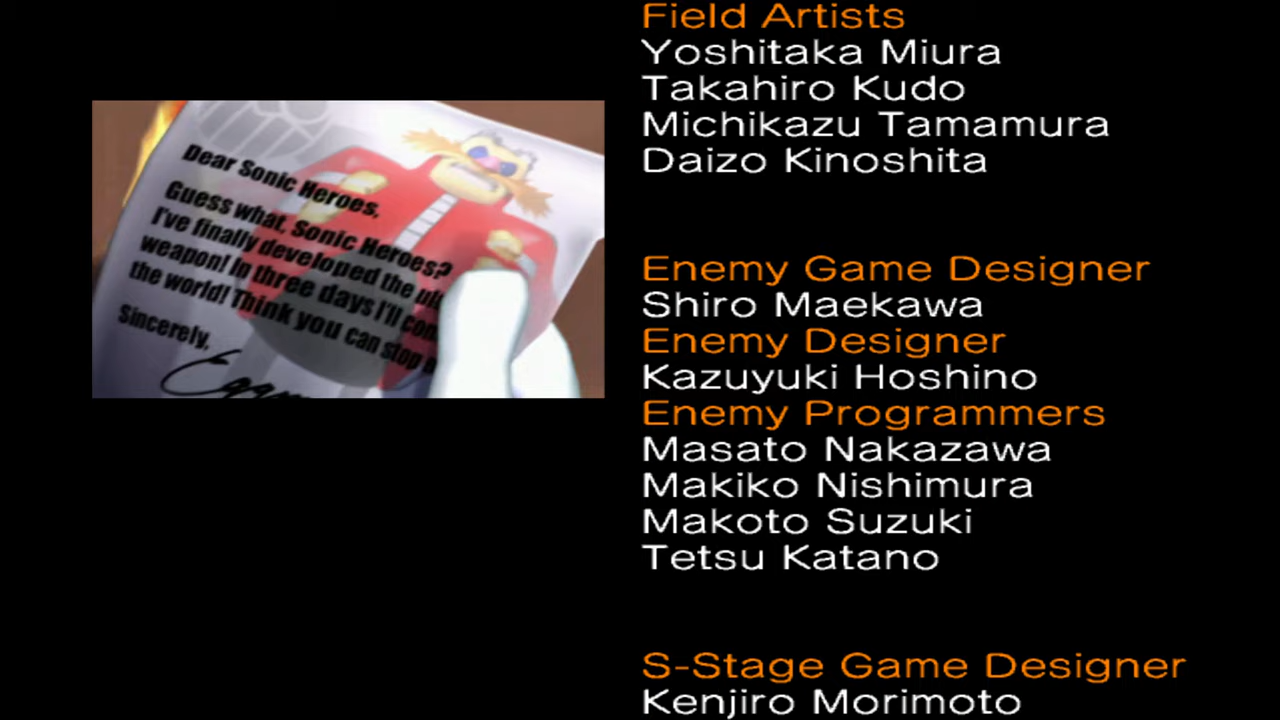 Dear Sonic Heroes,
Guess what, Sonic Heroes?
I've finally developed the
weapon! In three days I'll
the world! Think you can stop
Sincerely,
Field Artists
Yoshitaka Miura
Takahiro Kudo
Michikazu Tamamura
Daizo Kinoshita
Enemy Game Designer
Shiro Maekawa
Enemy Designer
Kazuyuki Hoshino
Enemy Programmers
Masato Nakazawa
Makiko Nishimura
Makoto Suzuki
Tetsu Katano
S-Stage Game Designer
Kenjiro Morimoto